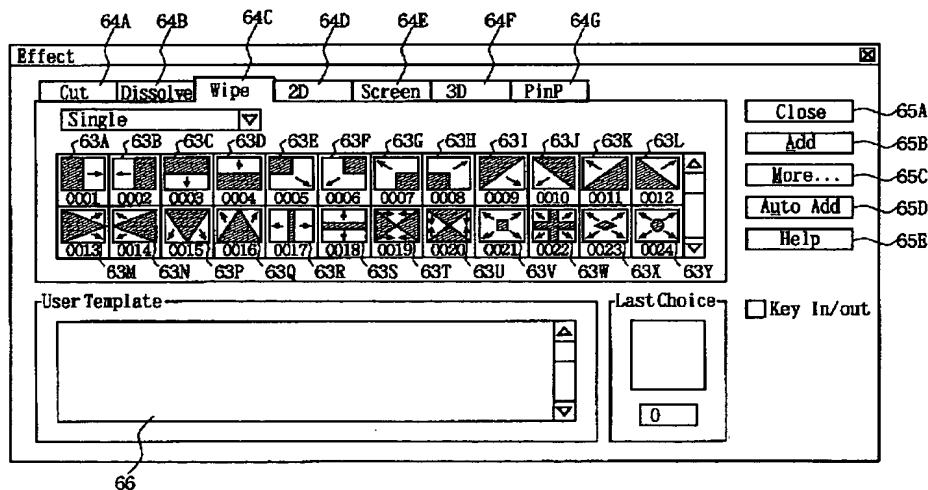 64A 64B 64C 64D 64E 64F 64G
Effect
Cut Dissolve Wipe 2D Screen 3D PinP
Single
63A 63B 63C 63D 63E 63F 63G 63H 63I 63J 63K 63L
0001 0002 0003 0004 0005 0006 0007 0008 0009 0010 0011 0012
0013 0014 0015 0016 0017 0018 0019 0020 0021 0022 0023 0024
63M 63N 63P 63Q 63R 63S 63T 63U 63V 63W 63X 63Y
Close 65A
Add 65B
More... 65C
Auto Add 65D
Help 65E
User Template
Last Choice
Key In/out
0
66